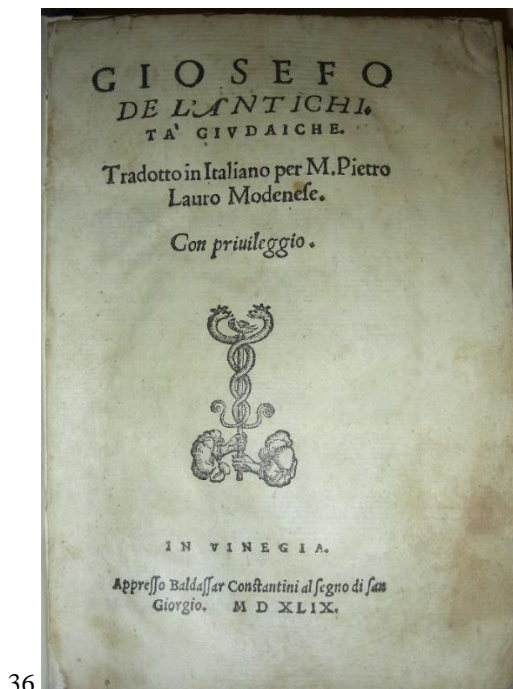 GIOSEFO
DE L'ANTICHI.
TA' GIVDAICHE.
Tradotto in Italiano per M. Pietro
Lauro Modeneſe.
Con priuileggio.
IN VINEGIA.
Appreſſo Baldaſſar Conſtantini al ſegno di ſan
Giorgio. M D XLIX.
36